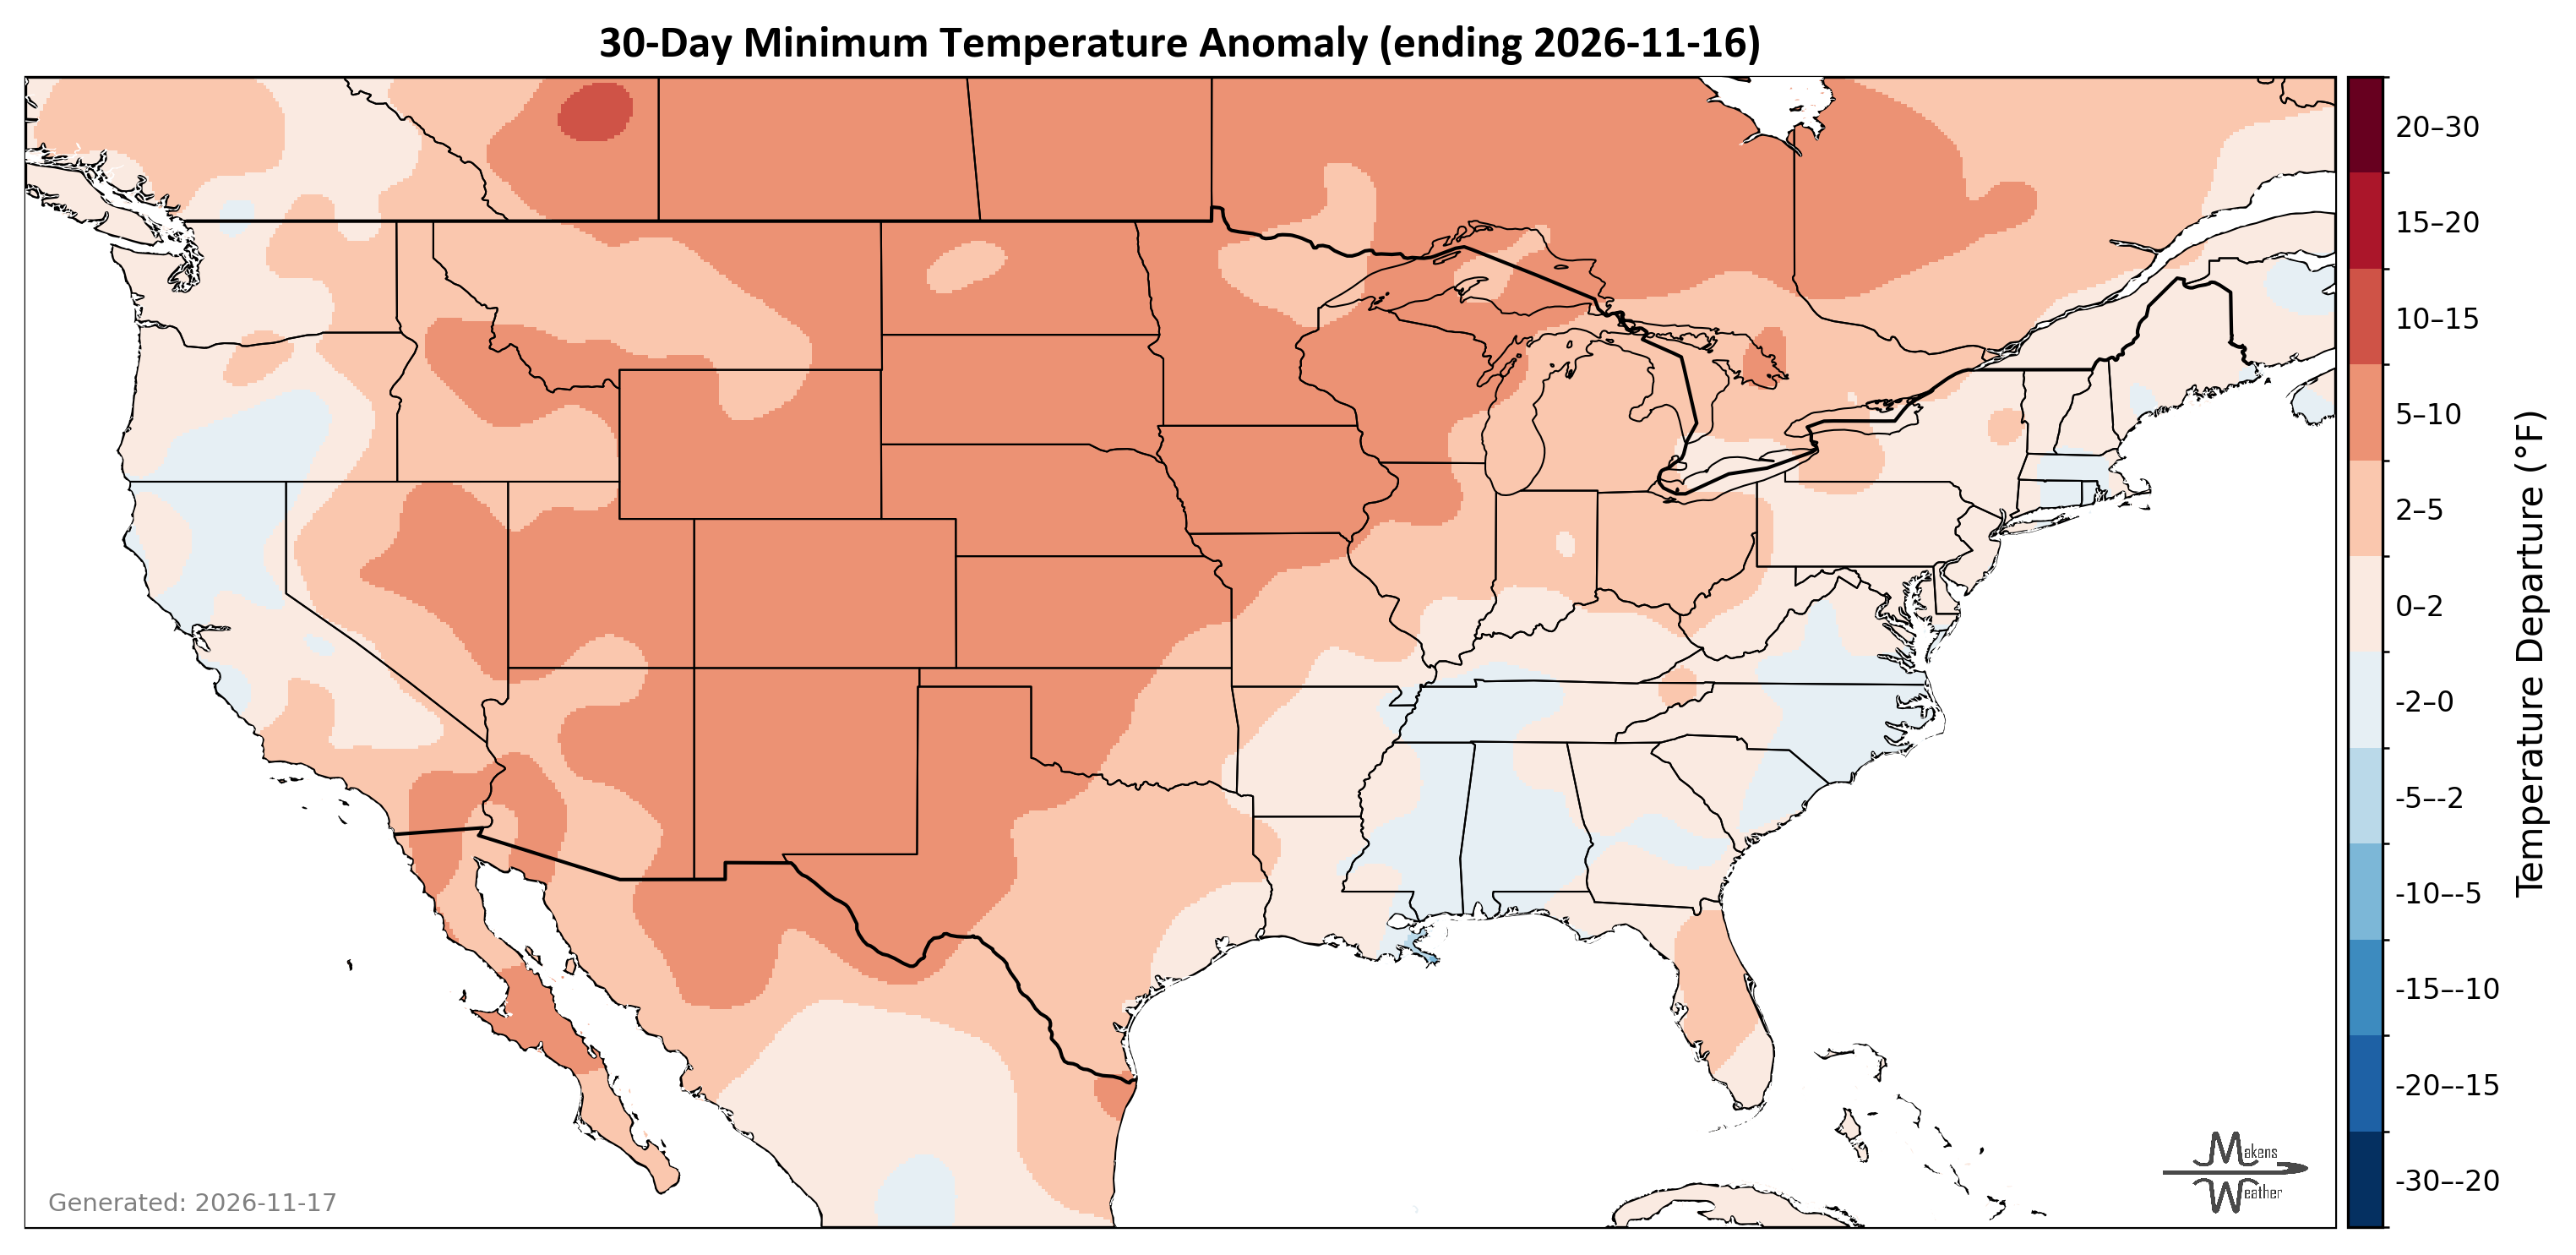 30-Day Minimum Temperature Anomaly (ending 2026-11-16)
20–30
15–20
10–15
5–10
2–5
0–2
-2–0
-5–-2
-10–-5
-15–-10
-20–-15
-30–-20
Temperature Departure (°F)
Generated: 2026-11-17
Makens
Weather